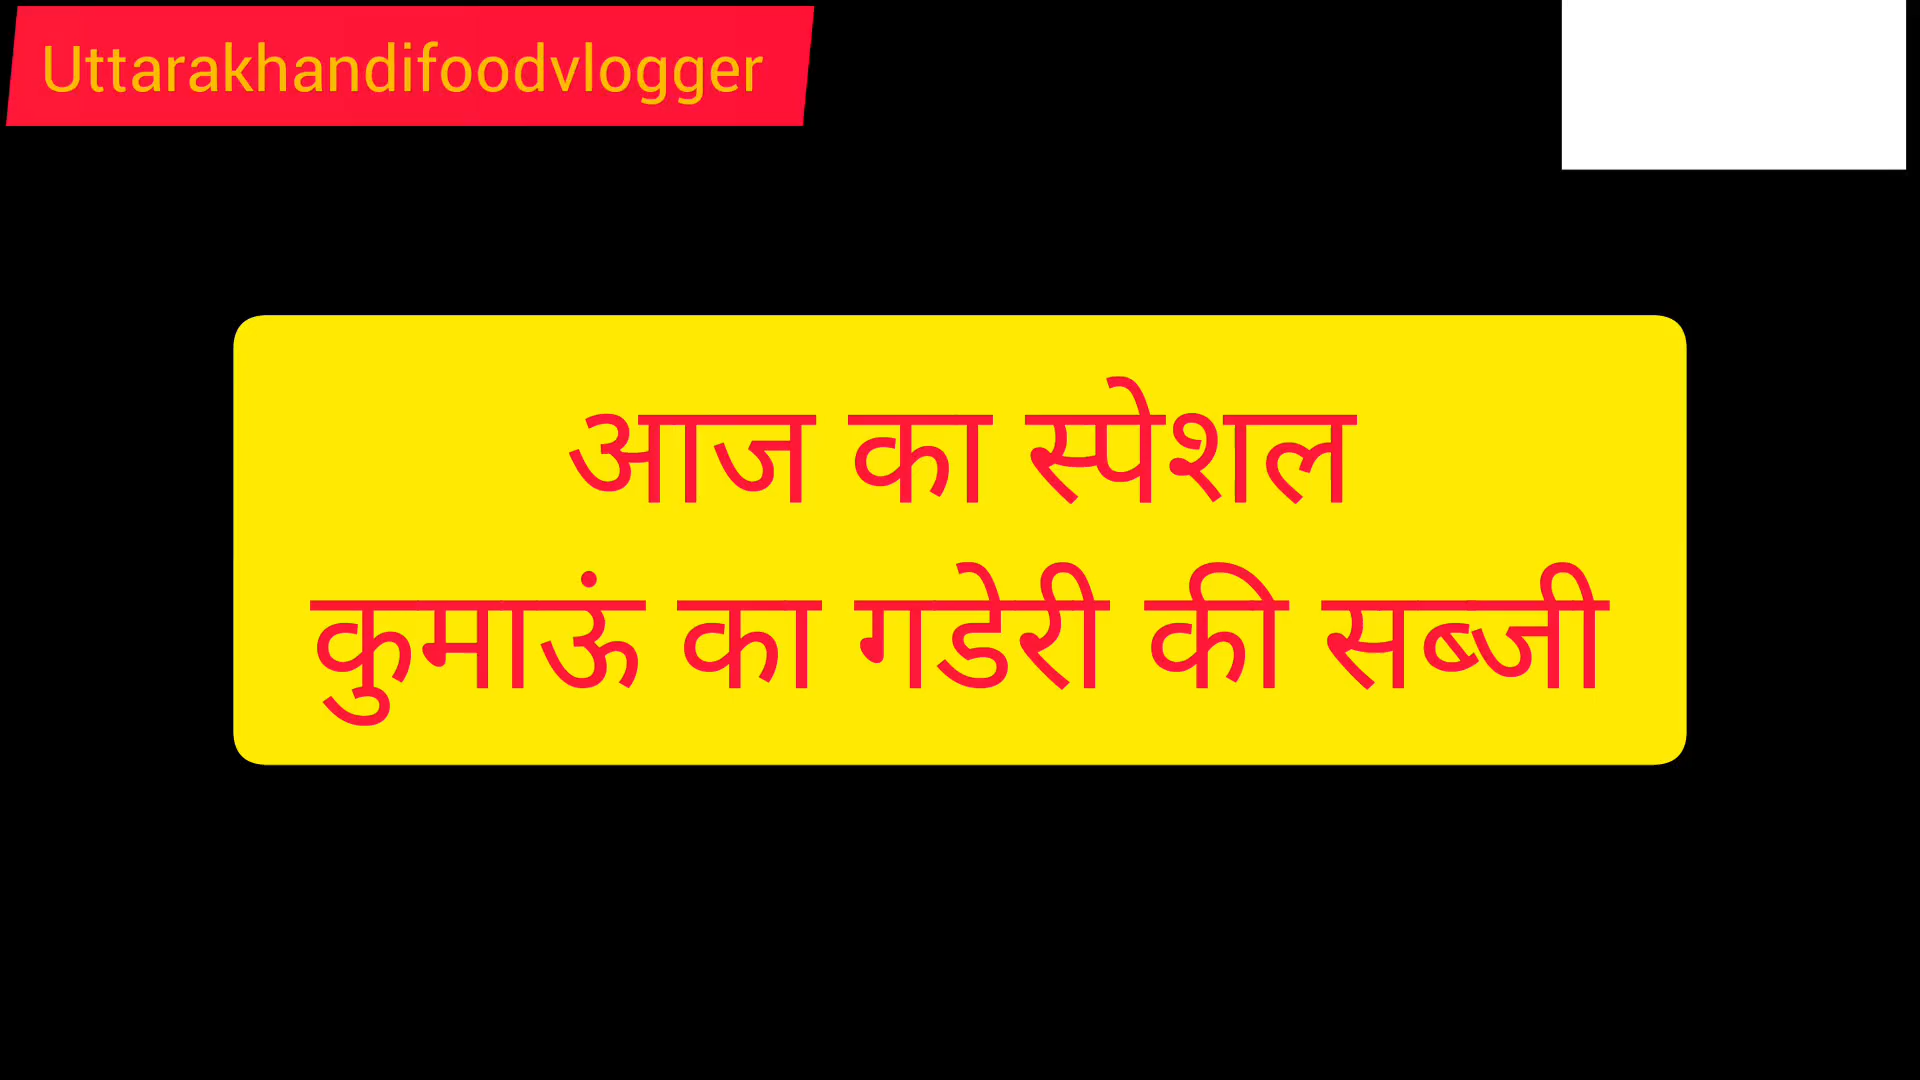 Uttarakhandifoodvlogger
आज का स्पेशल
कुमाऊं का गडेरी की सब्जी